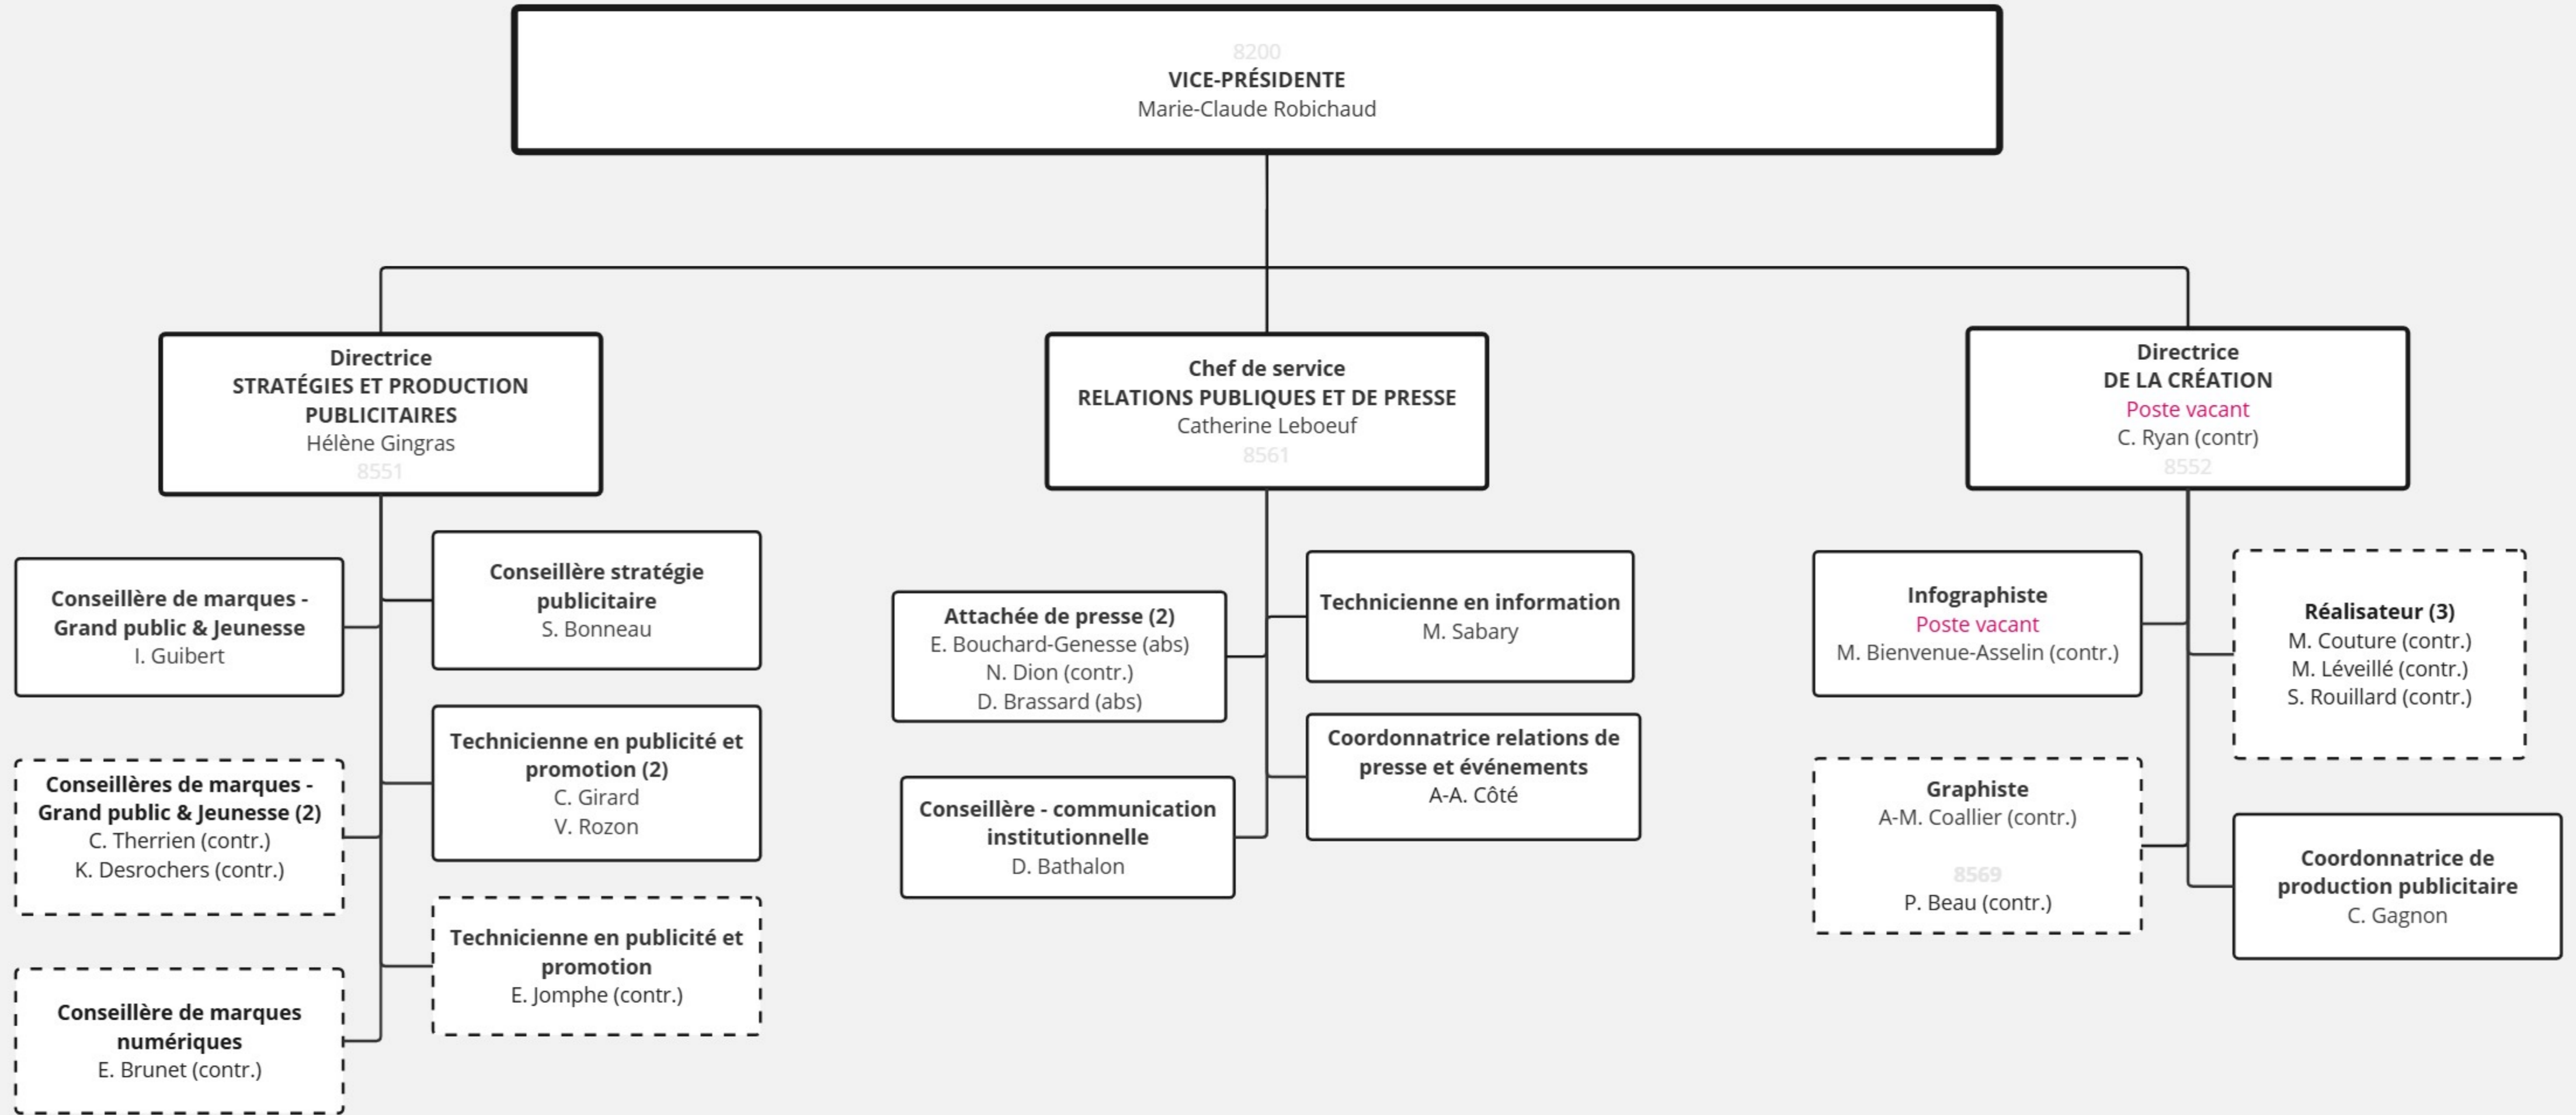 8200
VICE-PRÉSIDENTE
Marie-Claude Robichaud
Directrice
STRATÉGIES ET PRODUCTION
PUBLICITAIRES
Hélène Gingras
8551
Chef de service
RELATIONS PUBLIQUES ET DE PRESSE
Catherine Leboeuf
8561
Directrice
DE LA CRÉATION
Poste vacant
C. Ryan (contr)
8552
Conseillère de marques -
Grand public & Jeunesse
I. Guibert
Conseillère stratégie
publicitaire
S. Bonneau
Conseillères de marques -
Grand public & Jeunesse (2)
C. Therrien (contr.)
K. Desrochers (contr.)
Technicienne en publicité et
promotion (2)
C. Girard
V. Rozon
Conseillère de marques
numériques
E. Brunet (contr.)
Technicienne en publicité et
promotion
E. Jomphe (contr.)
Attachée de presse (2)
E. Bouchard-Genesse (abs)
N. Dion (contr.)
D. Brassard (abs)
Technicienne en information
M. Sabary
Conseillère - communication
institutionnelle
D. Bathalon
Coordonnatrice relations de
presse et événements
A-A. Côté
Infographiste
Poste vacant
M. Bienvenue-Asselin (contr.)
Réalisateur (3)
M. Couture (contr.)
M. Léveillé (contr.)
S. Rouillard (contr.)
Graphiste
A-M. Coallier (contr.)
8569
P. Beau (contr.)
Coordonnatrice de
production publicitaire
C. Gagnon